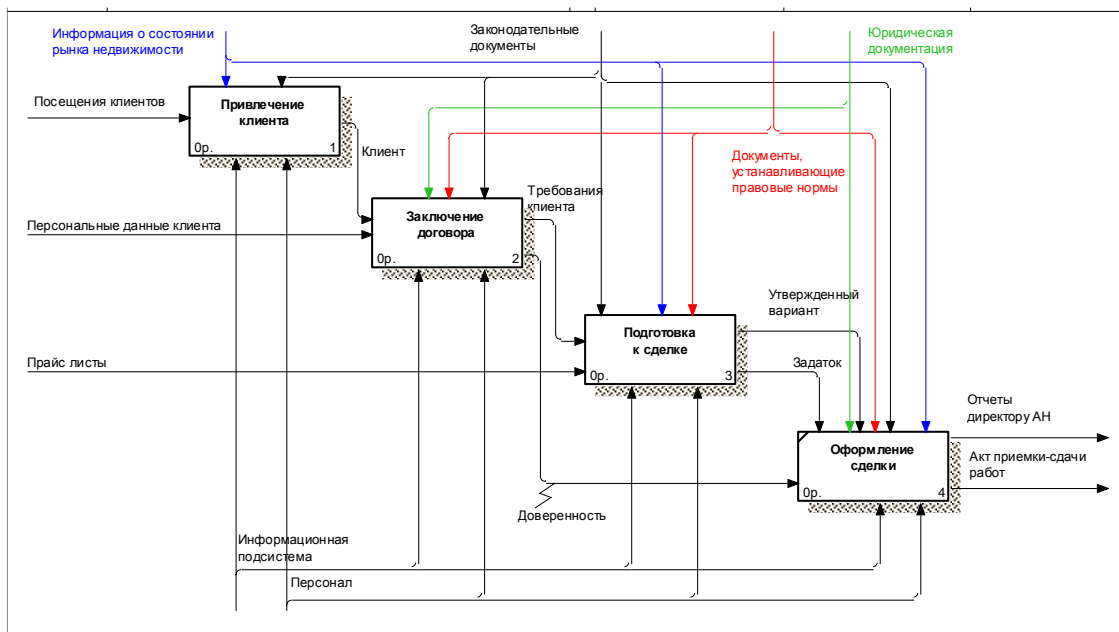 Информация о состоянии
рынка недвижимости
Законодательные
документы
Юридическая
документация
Посещения клиентов
Привлечение
клиента
0р.
1
Клиент
Документы,
устанавливающие
правовые нормы
Требования
клиента
Персональные данные клиента
Заключение
договора
0р.
2
Утвержденный
вариант
Прайс листы
Подготовка
к сделке
0р.
3
Задаток
Отчеты
директору АН
Оформление
сделки
0р.
4
Акт приемки-сдачи
работ
Доверенность
Информационная
подсистема
Персонал